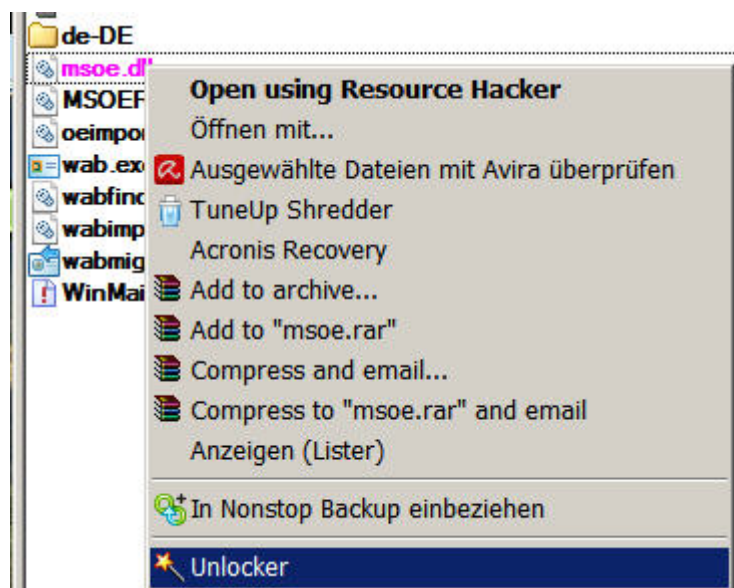 de-DE
msoe.dll
Open using Resource Hacker
MSOEF
Öffnen mit...
oeimpo
wab.ex
Ausgewählte Dateien mit Avira überprüfen
wabfind
TuneUp Shredder
wabimp
Acronis Recovery
wabmig
Add to archive...
WinMai
Add to "msoe.rar"
Compress and email...
Compress to "msoe.rar" and email
Anzeigen (Lister)
In Nonstop Backup einbeziehen
Unlocker